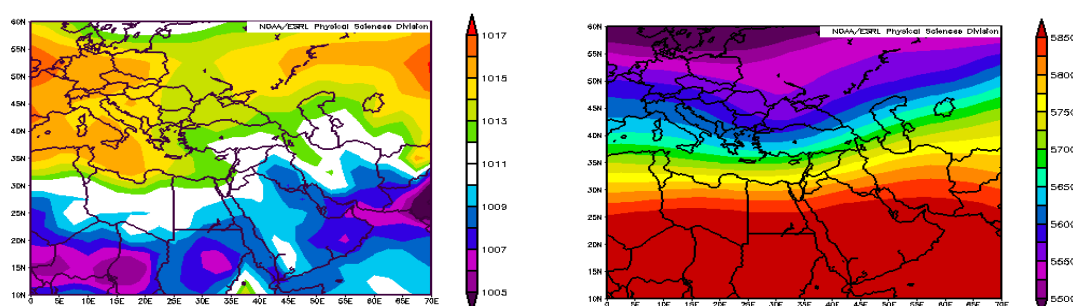 NOAA/ESRL Physical Sciences Division
60N
55N
50N
45N
40N
35N
30N
25N
20N
15N
10N
0 5E 10E 15E 20E 25E 30E 35E 40E 45E 50E 55E 60E 65E 70E
1017
1015
1013
1011
1009
1007
1005
NOAA/ESRL Physical Sciences Division
60N
55N
50N
45N
40N
35N
30N
25N
20N
15N
10N
0 5E 10E 15E 20E 25E 30E 35E 40E 45E 50E 55E 60E 65E 70E
5850
5800
5750
5700
5650
5600
5550
5500